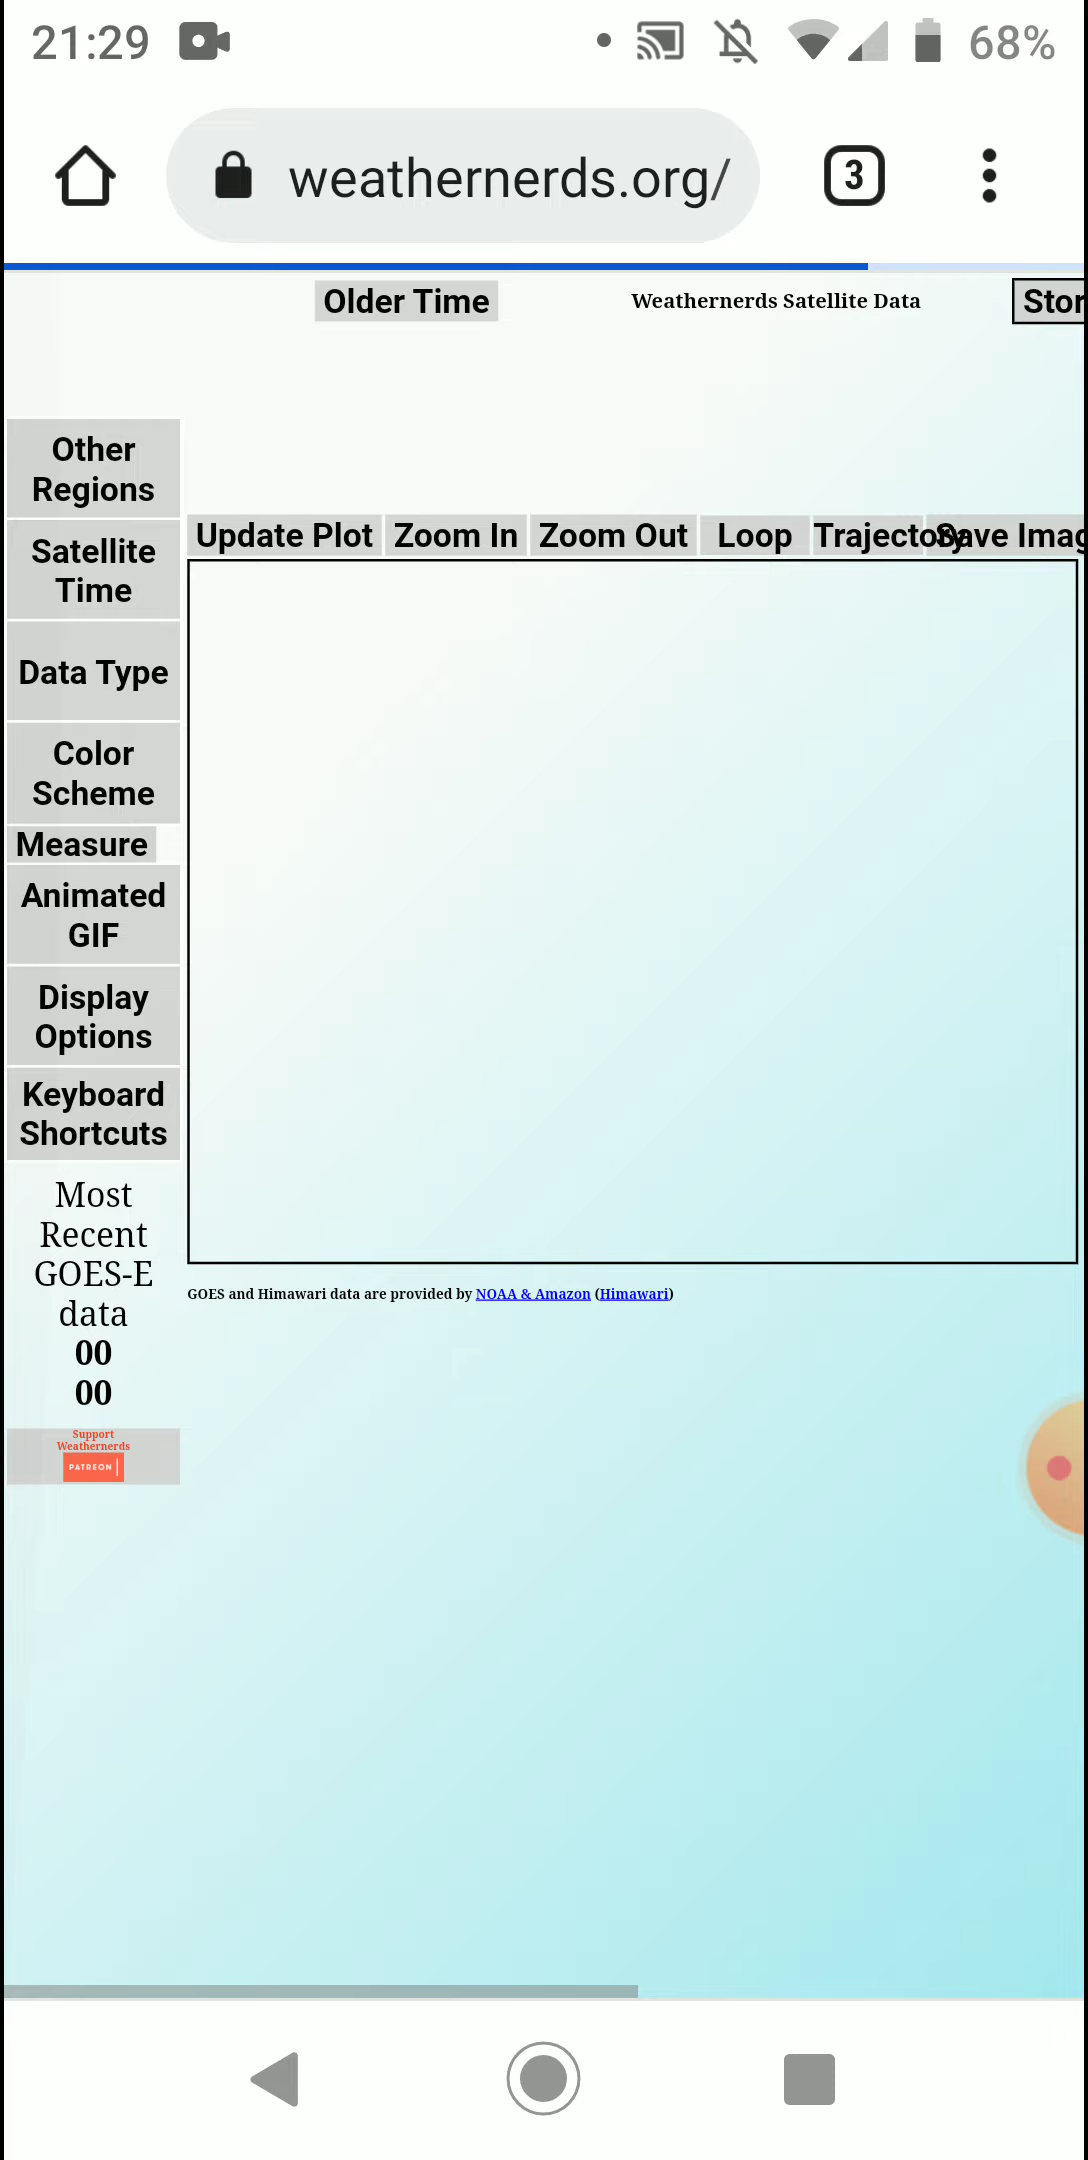 21:29
68%
weathernerds.org/
3
Older Time
Weathernerds Satellite Data
Stor
Other
Regions
Satellite
Time
Data Type
Color
Scheme
Measure
Animated
GIF
Display
Options
Keyboard
Shortcuts
Update Plot Zoom In Zoom Out Loop Trajectory Save Imag
Most
Recent
GOES-E
data
00
00
GOES and Himawari data are provided by NOAA & Amazon (Himawari)
Support
Weathernerds
PATREON